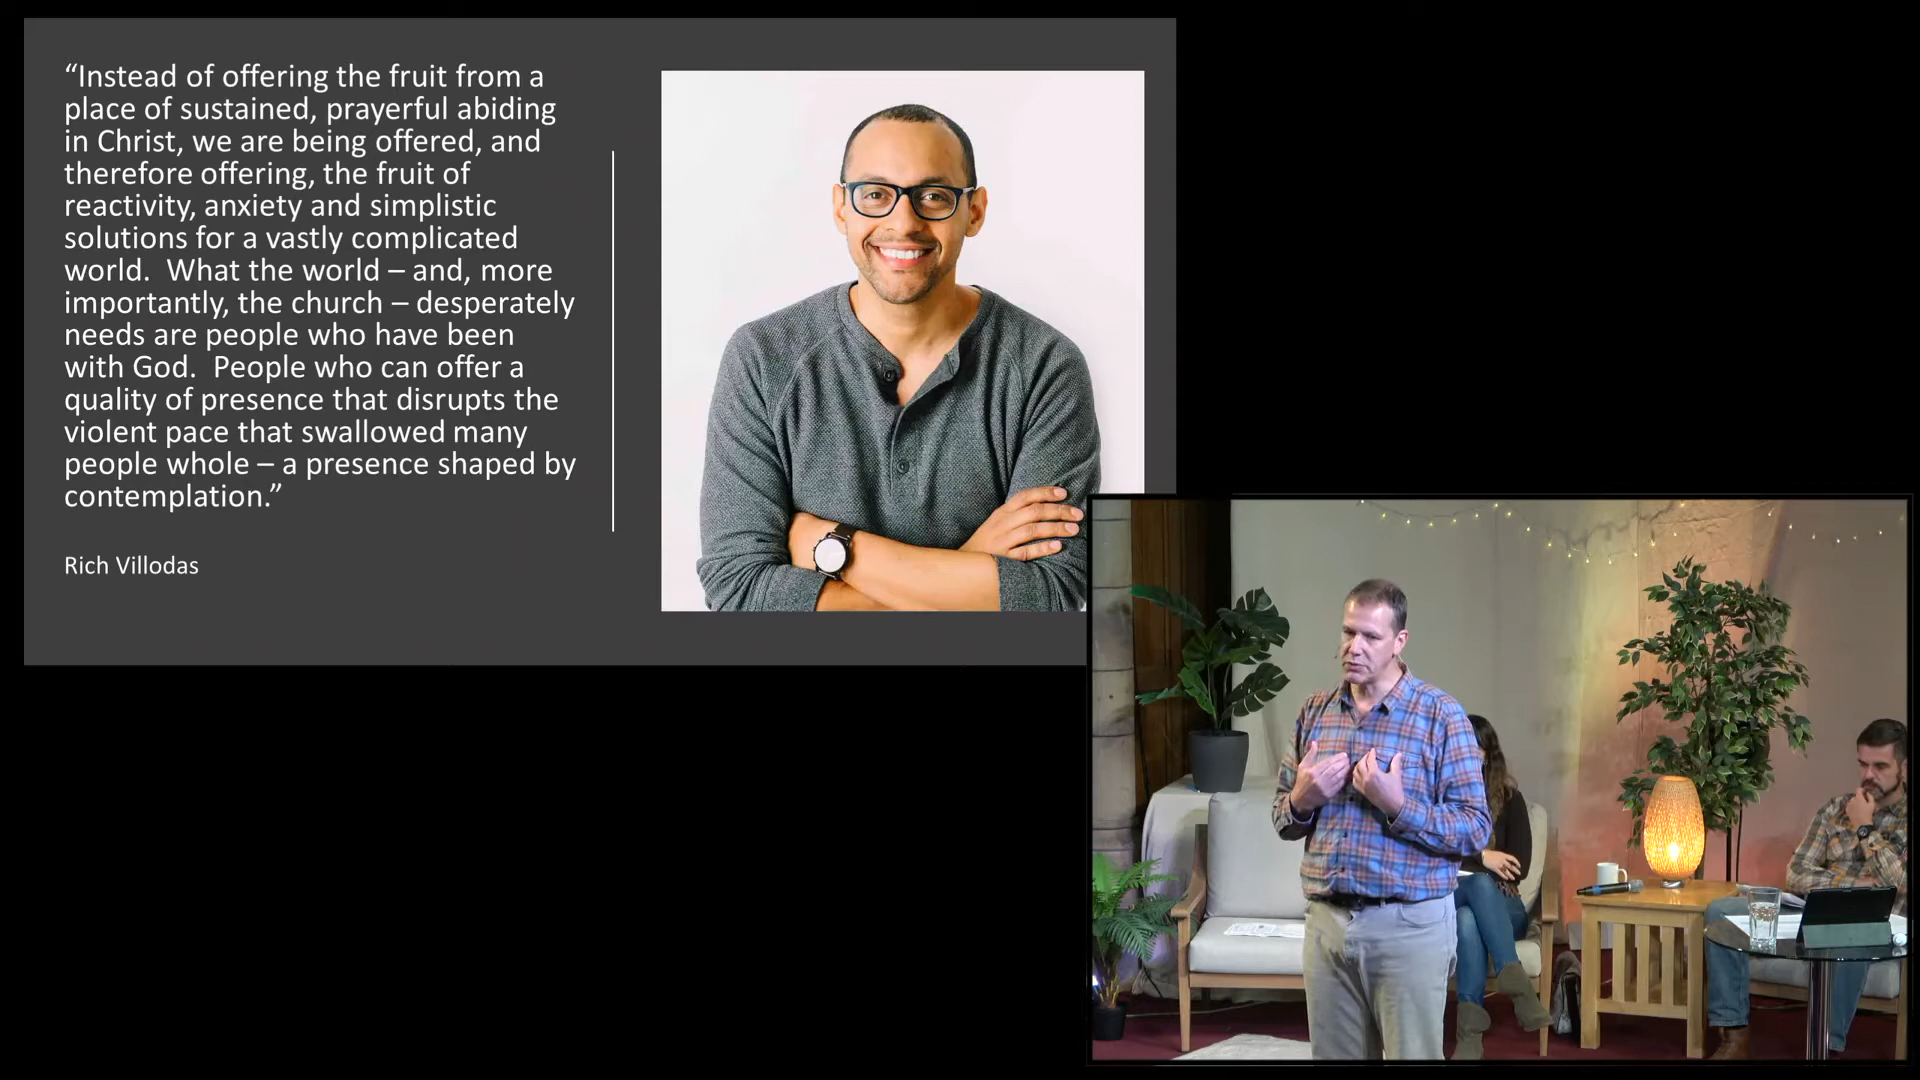 “Instead of offering the fruit from a
place of sustained, prayerful abiding
in Christ, we are being offered, and
therefore offering, the fruit of
reactivity, anxiety and simplistic
solutions for a vastly complicated
world.  What the world – and, more
importantly, the church – desperately
needs are people who have been
with God.  People who can offer a
quality of presence that disrupts the
violent pace that swallowed many
people whole – a presence shaped by
contemplation.”
Rich Villodas